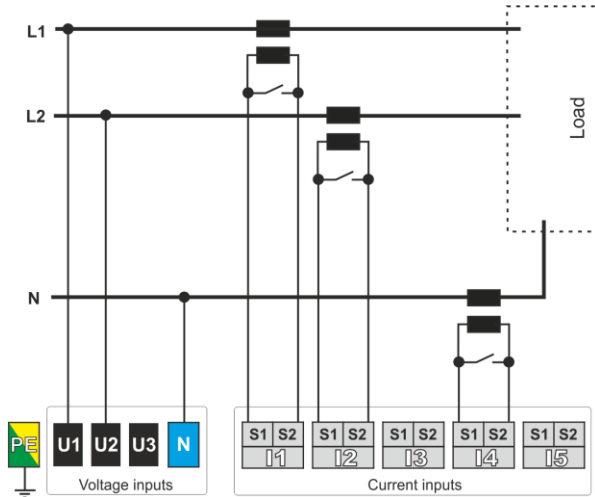 L1
L2
Load
N
PE
U1 U2 U3 N
S1 S2 S1 S2 S1 S2 S1 S2 S1 S2
I1 I2 I3 I4 I5
Voltage inputs
Current inputs